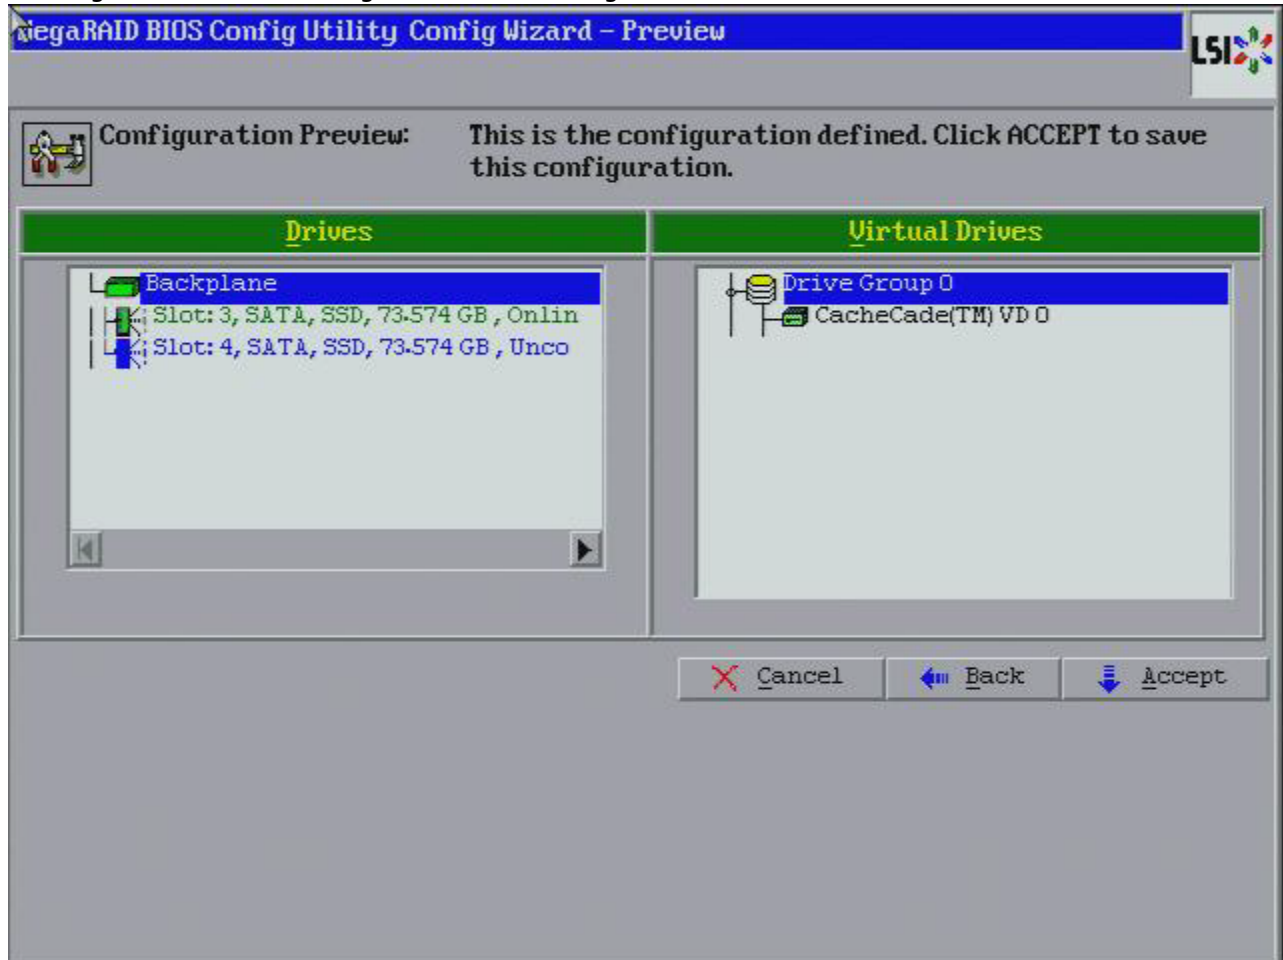 egaRAID BIOS Config Utility Config Wizard – Preview
LSI
Configuration Preview: This is the configuration defined. Click ACCEPT to save
this configuration.
Drives
Virtual Drives
Backplane
Slot: 3, SATA, SSD, 73.574 GB , Onlin
Slot: 4, SATA, SSD, 73.574 GB , Unco
Drive Group 0
CacheCade(TM) VD 0
Cancel
Back
Accept